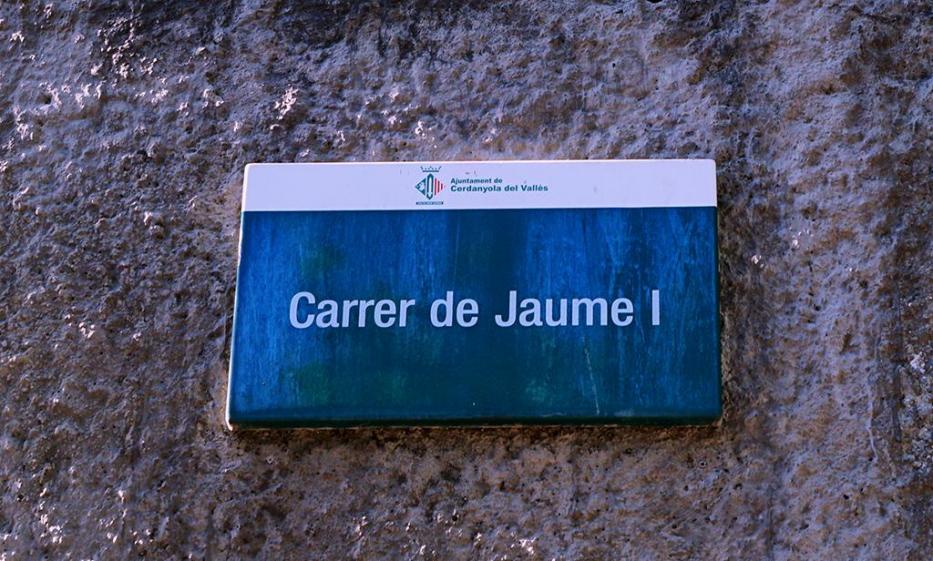 Ajuntament de
Cerdanyola del Vallès
Carrer de Jaume I